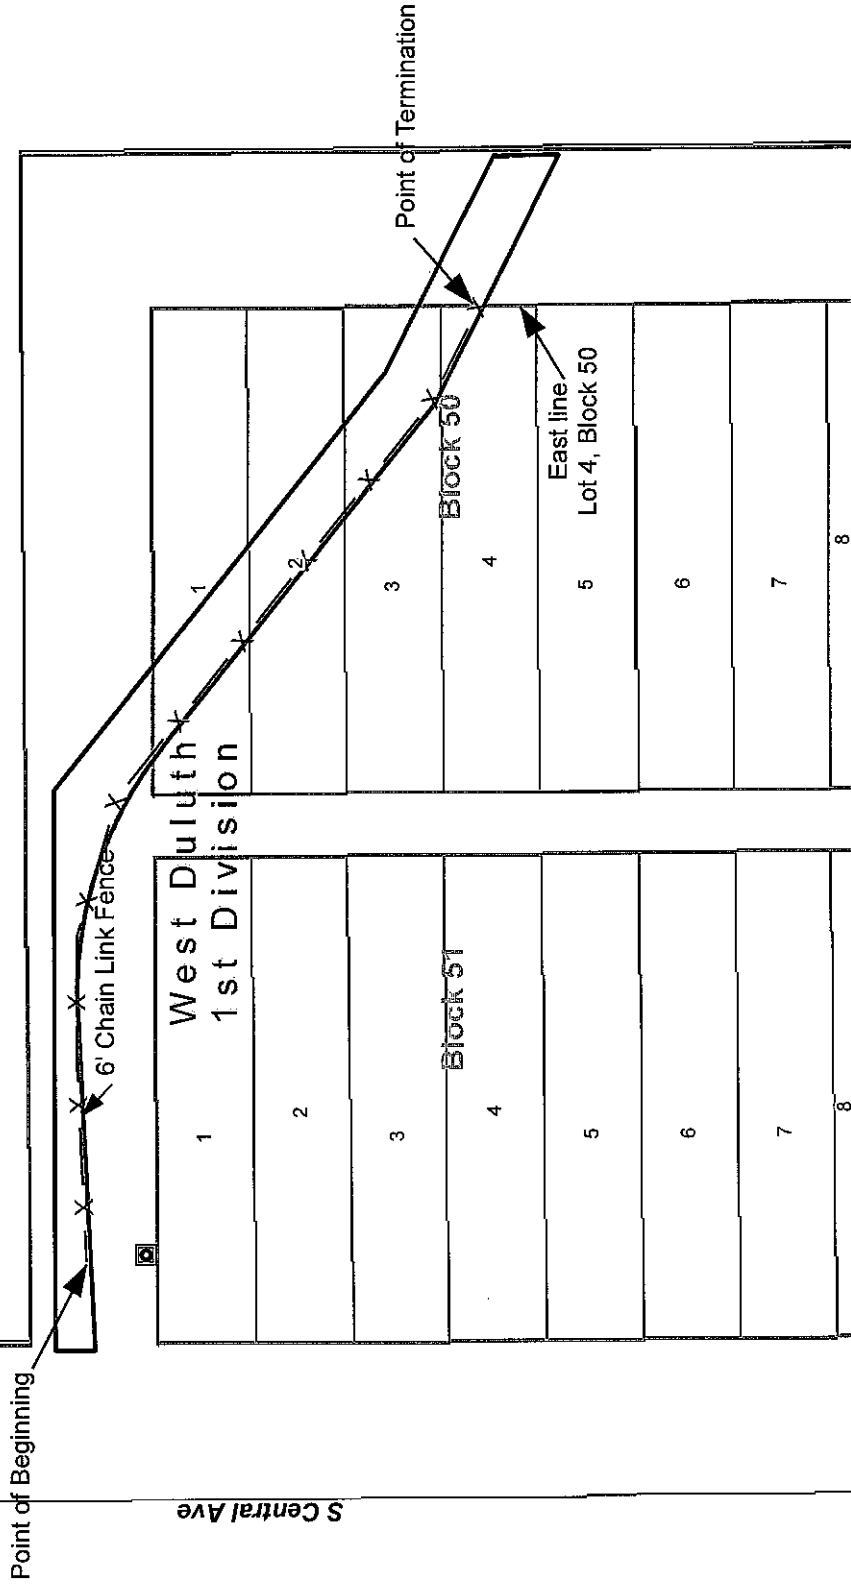 Point of Beginning
6' Chain Link Fence
Point of Termination
West Duluth
1st Division
S Central Ave
Block 51
1
2
3
4
5
6
7
8
Block 50
1
2
3
4
5
6
7
8
East line
Lot 4, Block 50